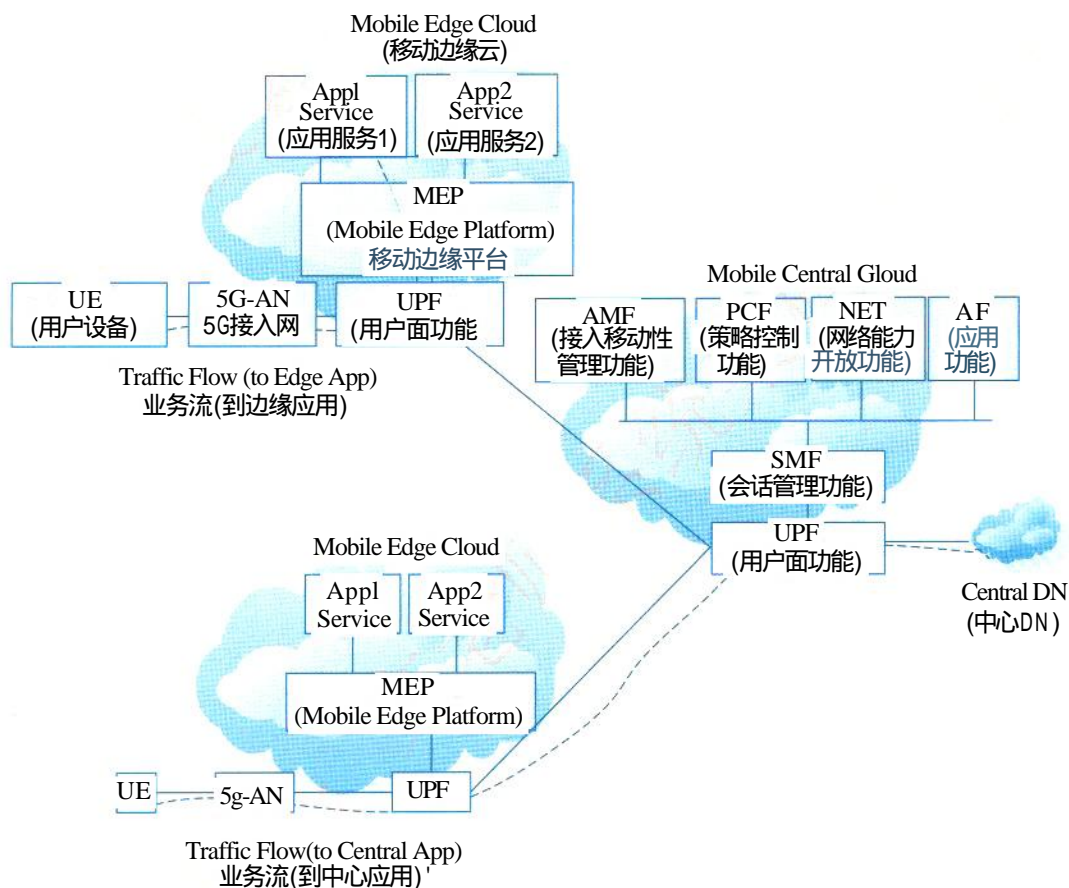 Mobile Edge Cloud
(移动边缘云)
Appl
Service
(应用服务1)
App2
Service
(应用服务2)
MEP
(Mobile Edge Platform)
移动边缘平台
UE
(用户设备)
5G-AN
5G接入网
UPF
(用户面功能
Traffic Flow (to Edge App)
业务流(到边缘应用)
Mobile Central Gloud
AMF
(接入移动性
管理功能)
PCF
(策略控制
功能)
NET
(网络能力
开放功能)
AF
(应用
功能)
SMF
(会话管理功能)
UPF
(用户面功能)
Central DN
(中心DN)
Mobile Edge Cloud
Appl
Service
App2
Service
MEP
(Mobile Edge Platform)
UE
5g-AN
UPF
Traffic Flow(to Central App)
业务流(到中心应用)'